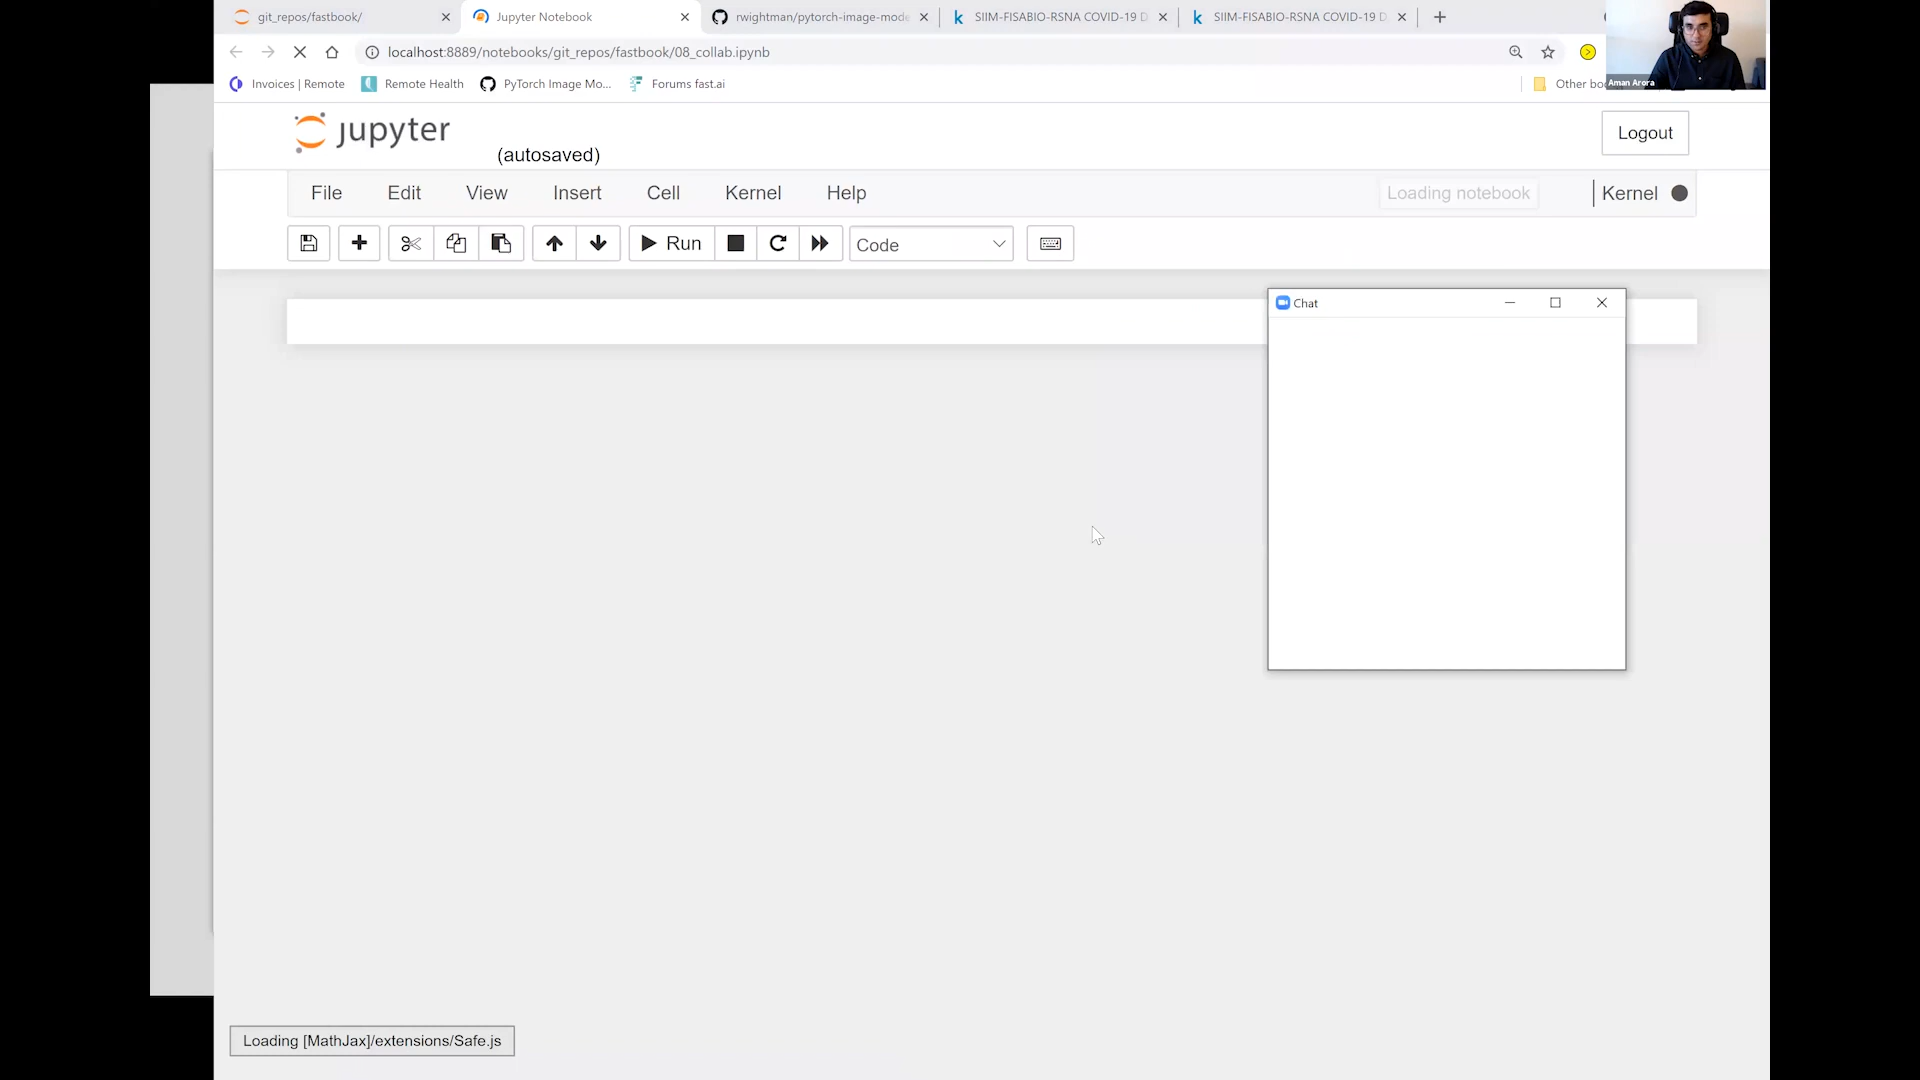 git_repos/fastbook/
Jupyter Notebook
rwightman/pytorch-image-mode
SIIM-FISABIO-RSNA COVID-19 D
SIIM-FISABIO-RSNA COVID-19 D
localhost:8889/notebooks/git_repos/fastbook/08_collab.ipynb
Invoices | Remote
Remote Health
PyTorch Image Mo...
Forums fast.ai
Other boo
Aman Arora
jupyter
(autosaved)
Logout
File
Edit
View
Insert
Cell
Kernel
Help
Loading notebook
Kernel
Run
Code
Chat
Loading [MathJax]/extensions/Safe.js